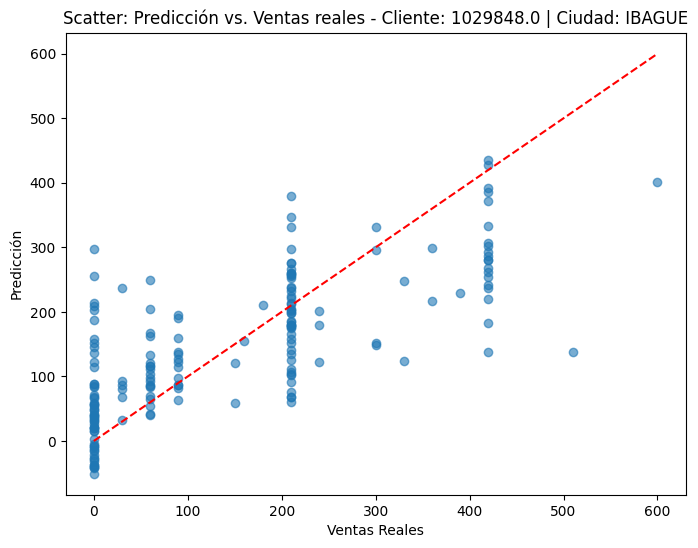 Scatter: Predicción vs. Ventas reales - Cliente: 1029848.0 | Ciudad: IBAGUE
600
500
400
300
200
100
0
Predicción
0 100 200 300 400 500 600
Ventas Reales